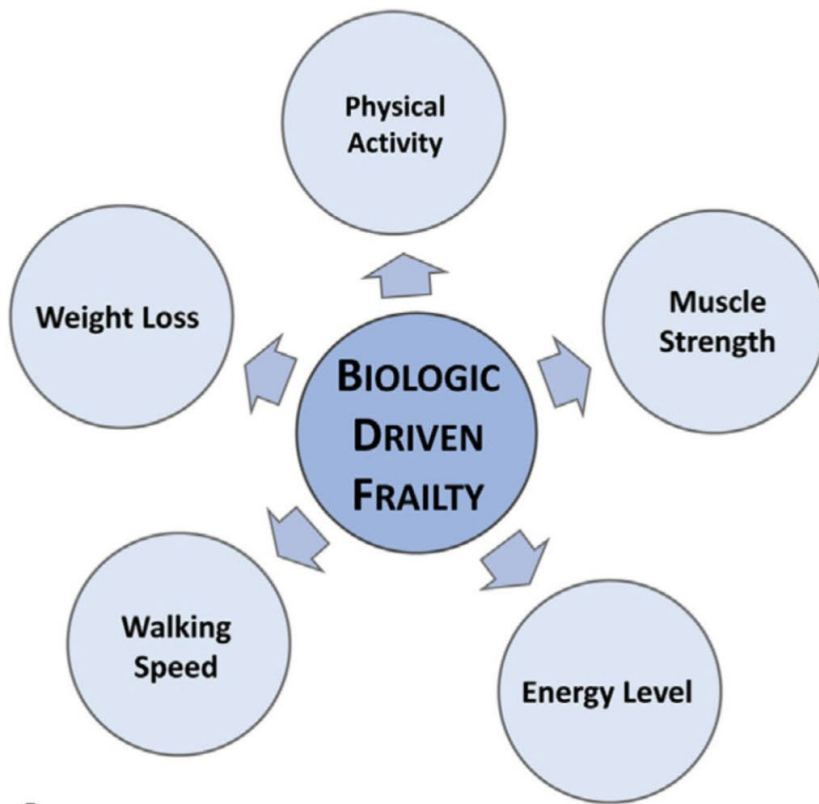 Physical
Activity
Weight Loss
Muscle
Strength
BIOLOGIC
DRIVEN
FRAILTY
Walking
Speed
Energy Level